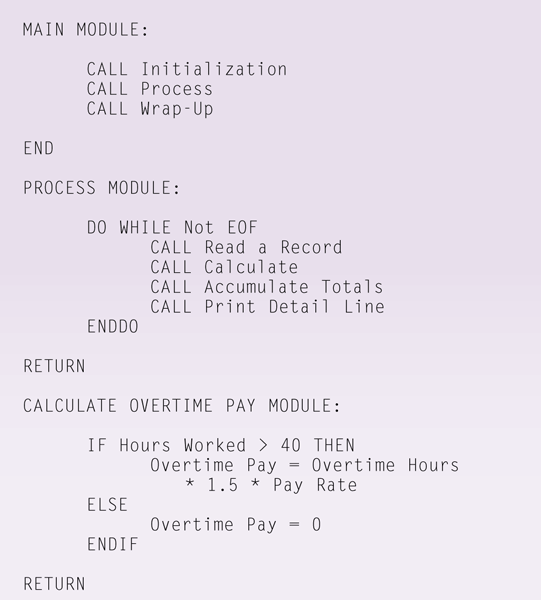 MAIN MODULE:
CALL Initialization
CALL Process
CALL Wrap-Up
END
PROCESS MODULE:
DO WHILE Not EOF
CALL Read a Record
CALL Calculate
CALL Accumulate Totals
CALL Print Detail Line
ENDDO
RETURN
CALCULATE OVERTIME PAY MODULE:
IF Hours Worked > 40 THEN
Overtime Pay = Overtime Hours
* 1.5 * Pay Rate
ELSE
Overtime Pay = 0
ENDIF
RETURN